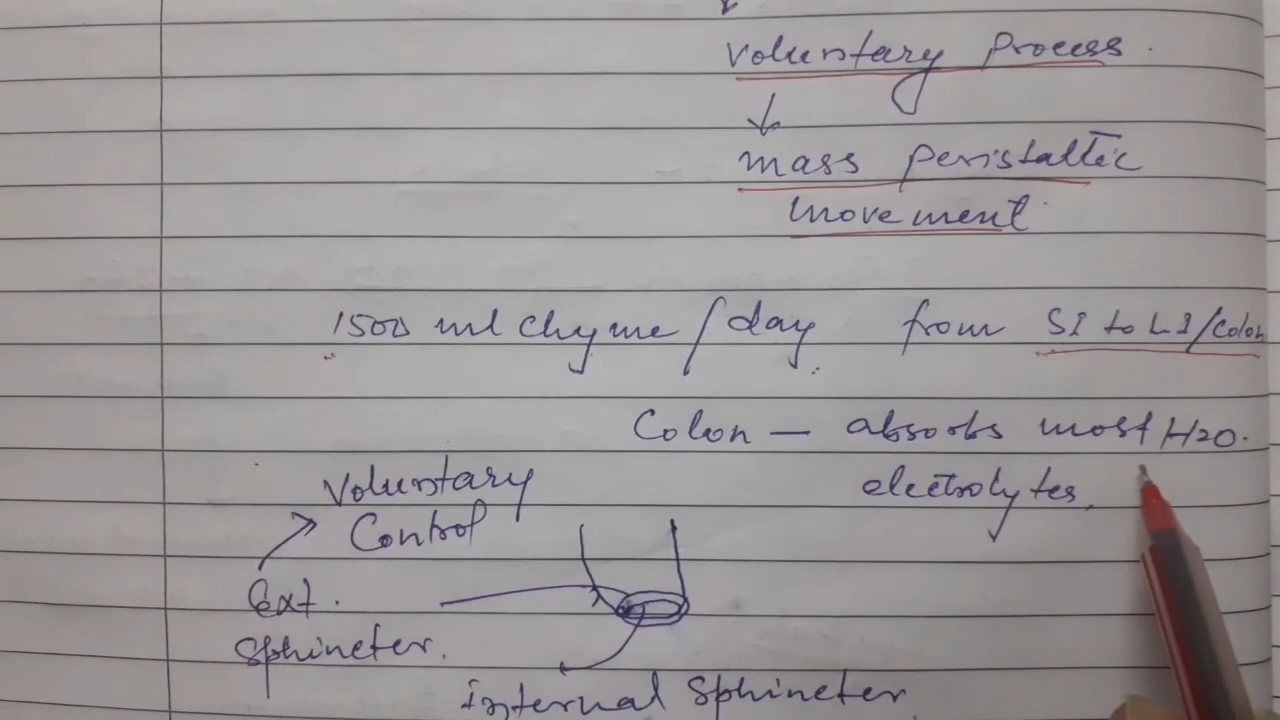 Voluntary Process.
mass peristaltic
movement
1500 ml chyme/day from SI to LI/Colon
Colon — absorbs most H2O.
electrolytes,
Voluntary
Control
Ext.
Sphincter.
internal Sphincter